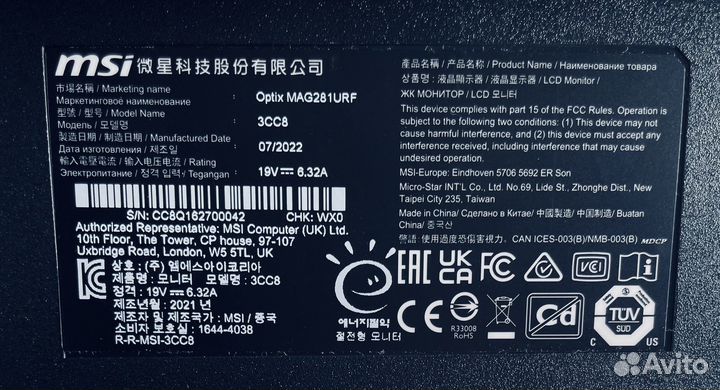 msi 微星科技股份有限公司
市場名稱 / Marketing name
Маркетинговое наименование : Optix MAG281URF
型號 / 型号 / Model Name
Модель / 모델명 : 3CC8
製造日期 / 制造日期 / Manufactured Date
Дата изготовления / 제조일 : 07/2022
輸入電壓電流 / 输入电压电流 / Rating
Электропитание / 정격 입력 / Tegangan : 19V⎓ 6.32A
S/N: CC8Q162700042 CHK: WX0
Authorized Representative: MSI Computer (UK) Ltd.
10th Floor, The Tower, CP house, 97-107
Uxbridge Road, London, W5 5TL, UK
상호 : (주) 엠에스아이코리아
제품명 : 모니터 모델명 : 3CC8
정격 : 19V⎓ 6.32A
제조년월 : 2021 년
제조자 및 제조국가 : MSI / 중국
소비자 보호실 : 1644-4038
R-R-MSI-3CC8
에너지절약
절전형 모니터
產品名稱 / 产品名称 / Product Name / Наименование товара
商品名 : 液晶顯示器 / 液晶显示器 / LCD Monitor /
ЖК МОНИТОР / LCD 모니터
This device complies with part 15 of the FCC Rules. Operation is
subject to the following two conditions: (1) This device may not
cause harmful interference, and (2) this device must accept any
interference received, including interference that may cause
undesired operation.
MSI-Europe: Eindhoven 5706 5692 ER Son
Micro-Star INT'L CO., Ltd. No.69, Lide St., Zhonghe Dist., New
Taipei City 235, Taiwan
Made in China/ Сделано в Китае/ 中國製造 / 中国制造 / Buatan
China/ 중국산
警語: 使用過度恐傷害視力. CAN ICES-003(B)/NMB-003(B) MDCP
EAC UK CA FC VCI
R33008
RoHS
Cd
TÜV
SUD
C US
Avito